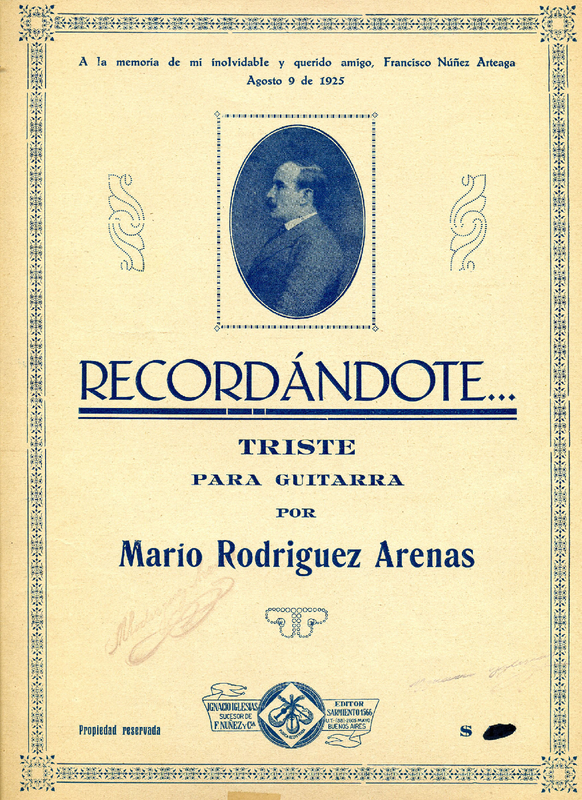 A la memoria de mi inolvidable y querido amigo, Francisco Núñez Arteaga
Agosto 9 de 1925
RECORDÁNDOTE...
TRISTE
PARA GUITARRA
POR
Mario Rodriguez Arenas
IGNACIO IGLESIAS
SUCESOR DE
F. NUÑEZ y Cía
EDITOR
SARMIENTO 1566
BUENOS AIRES
Propiedad reservada
$